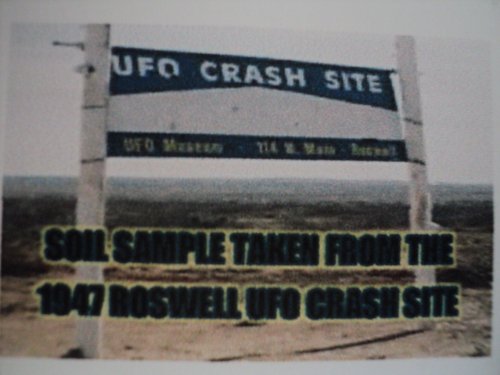 UFO CRASH SITE
UFO Museum - 114 N. Main - Roswell
SOIL SAMPLE TAKEN FROM THE
1947 ROSWELL UFO CRASH SITE